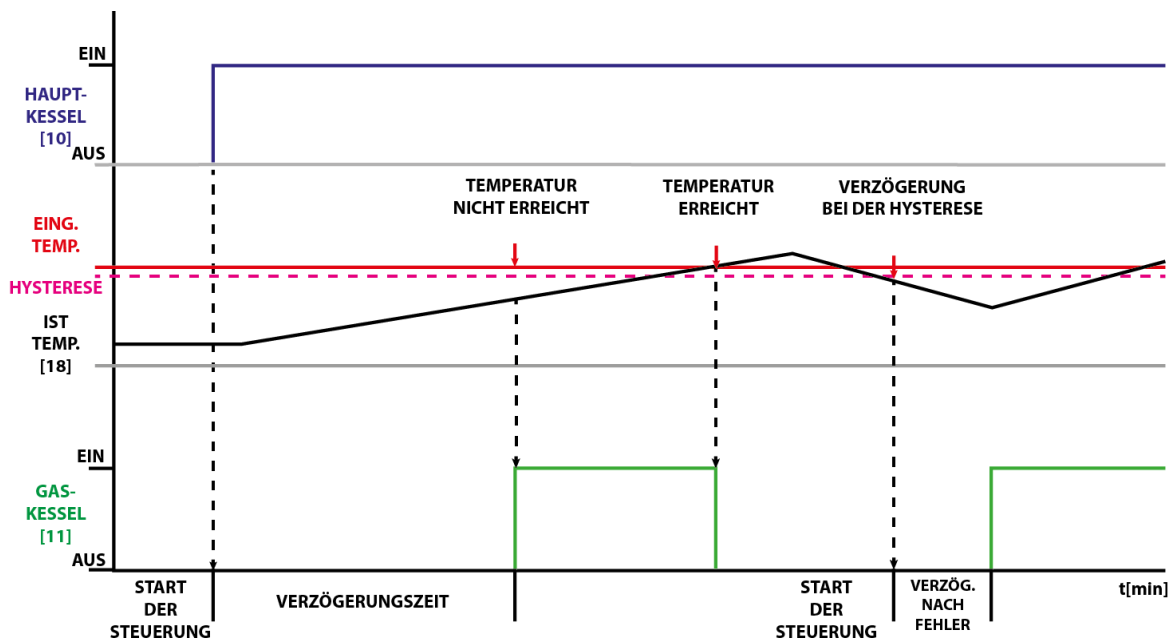 EIN
HAUPT-
KESSEL
[10]
AUS
TEMPERATUR
NICHT ERREICHT
TEMPERATUR
ERREICHT
VERZÖGERUNG
BEI DER HYSTERESE
EING.
TEMP.
HYSTERESE
IST
TEMP.
[18]
EIN
GAS-
KESSEL
[11]
AUS
START
DER
STEUERUNG
VERZÖGERUNGSZEIT
START
DER
STEUERUNG
VERZÖG.
NACH
FEHLER
t[min]